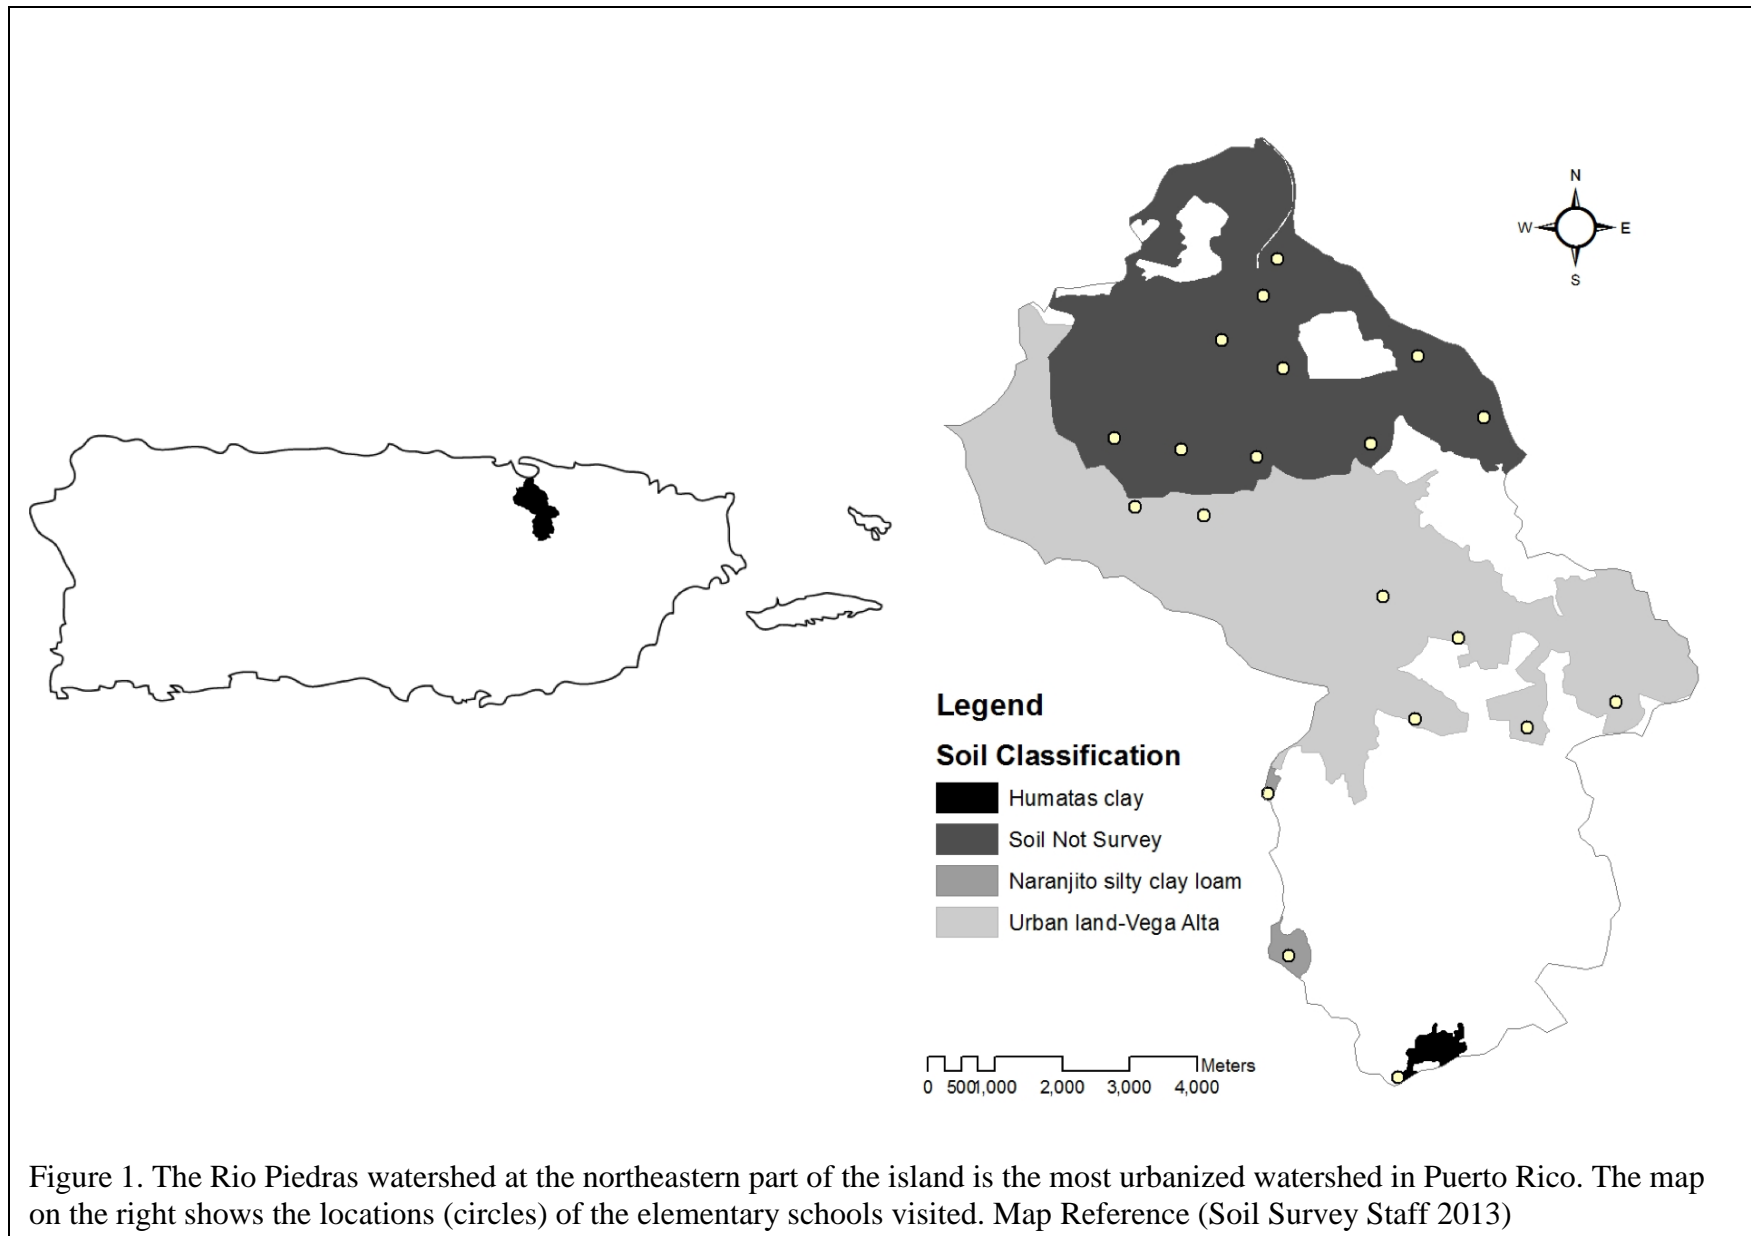 N
W E
S
Legend
Soil Classification
Humatas clay
Soil Not Survey
Naranjito silty clay loam
Urban land-Vega Alta
Meters
0 500 1,000 2,000 3,000 4,000
Figure 1. The Rio Piedras watershed at the northeastern part of the island is the most urbanized watershed in Puerto Rico. The map
on the right shows the locations (circles) of the elementary schools visited. Map Reference (Soil Survey Staff 2013)